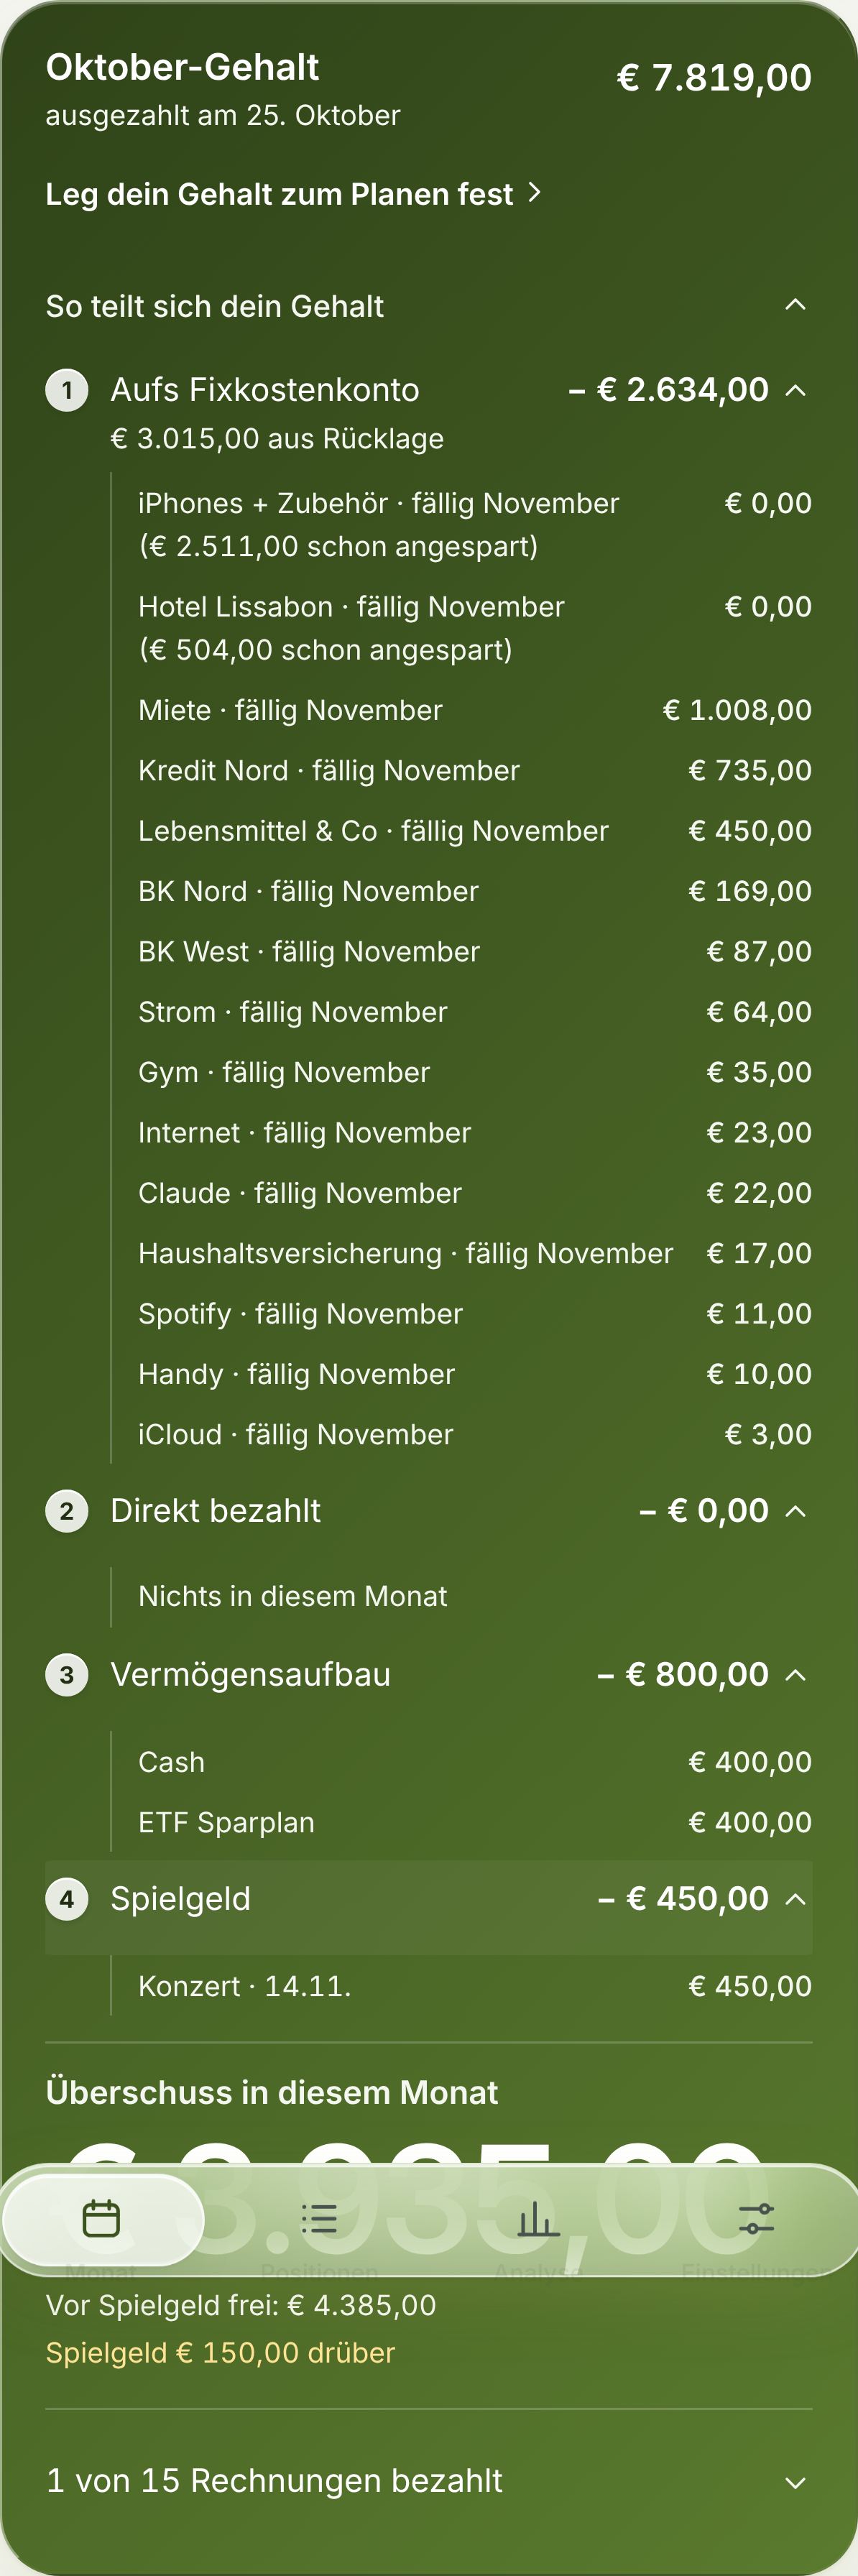 Oktober-Gehalt
€ 7.819,00
ausgezahlt am 25. Oktober
Leg dein Gehalt zum Planen fest
So teilt sich dein Gehalt
1 Aufs Fixkostenkonto – € 2.634,00
€ 3.015,00 aus Rücklage
iPhones + Zubehör · fällig November € 0,00
(€ 2.511,00 schon angespart)
Hotel Lissabon · fällig November € 0,00
(€ 504,00 schon angespart)
Miete · fällig November € 1.008,00
Kredit Nord · fällig November € 735,00
Lebensmittel & Co · fällig November € 450,00
BK Nord · fällig November € 169,00
BK West · fällig November € 87,00
Strom · fällig November € 64,00
Gym · fällig November € 35,00
Internet · fällig November € 23,00
Claude · fällig November € 22,00
Haushaltsversicherung · fällig November € 17,00
Spotify · fällig November € 11,00
Handy · fällig November € 10,00
iCloud · fällig November € 3,00
2 Direkt bezahlt – € 0,00
Nichts in diesem Monat
3 Vermögensaufbau – € 800,00
Cash € 400,00
ETF Sparplan € 400,00
4 Spielgeld – € 450,00
Konzert · 14.11. € 450,00
Überschuss in diesem Monat
€ 3.935,00
Monat Positionen Analyse Einstellungen
Vor Spielgeld frei: € 4.385,00
Spielgeld € 150,00 drüber
1 von 15 Rechnungen bezahlt